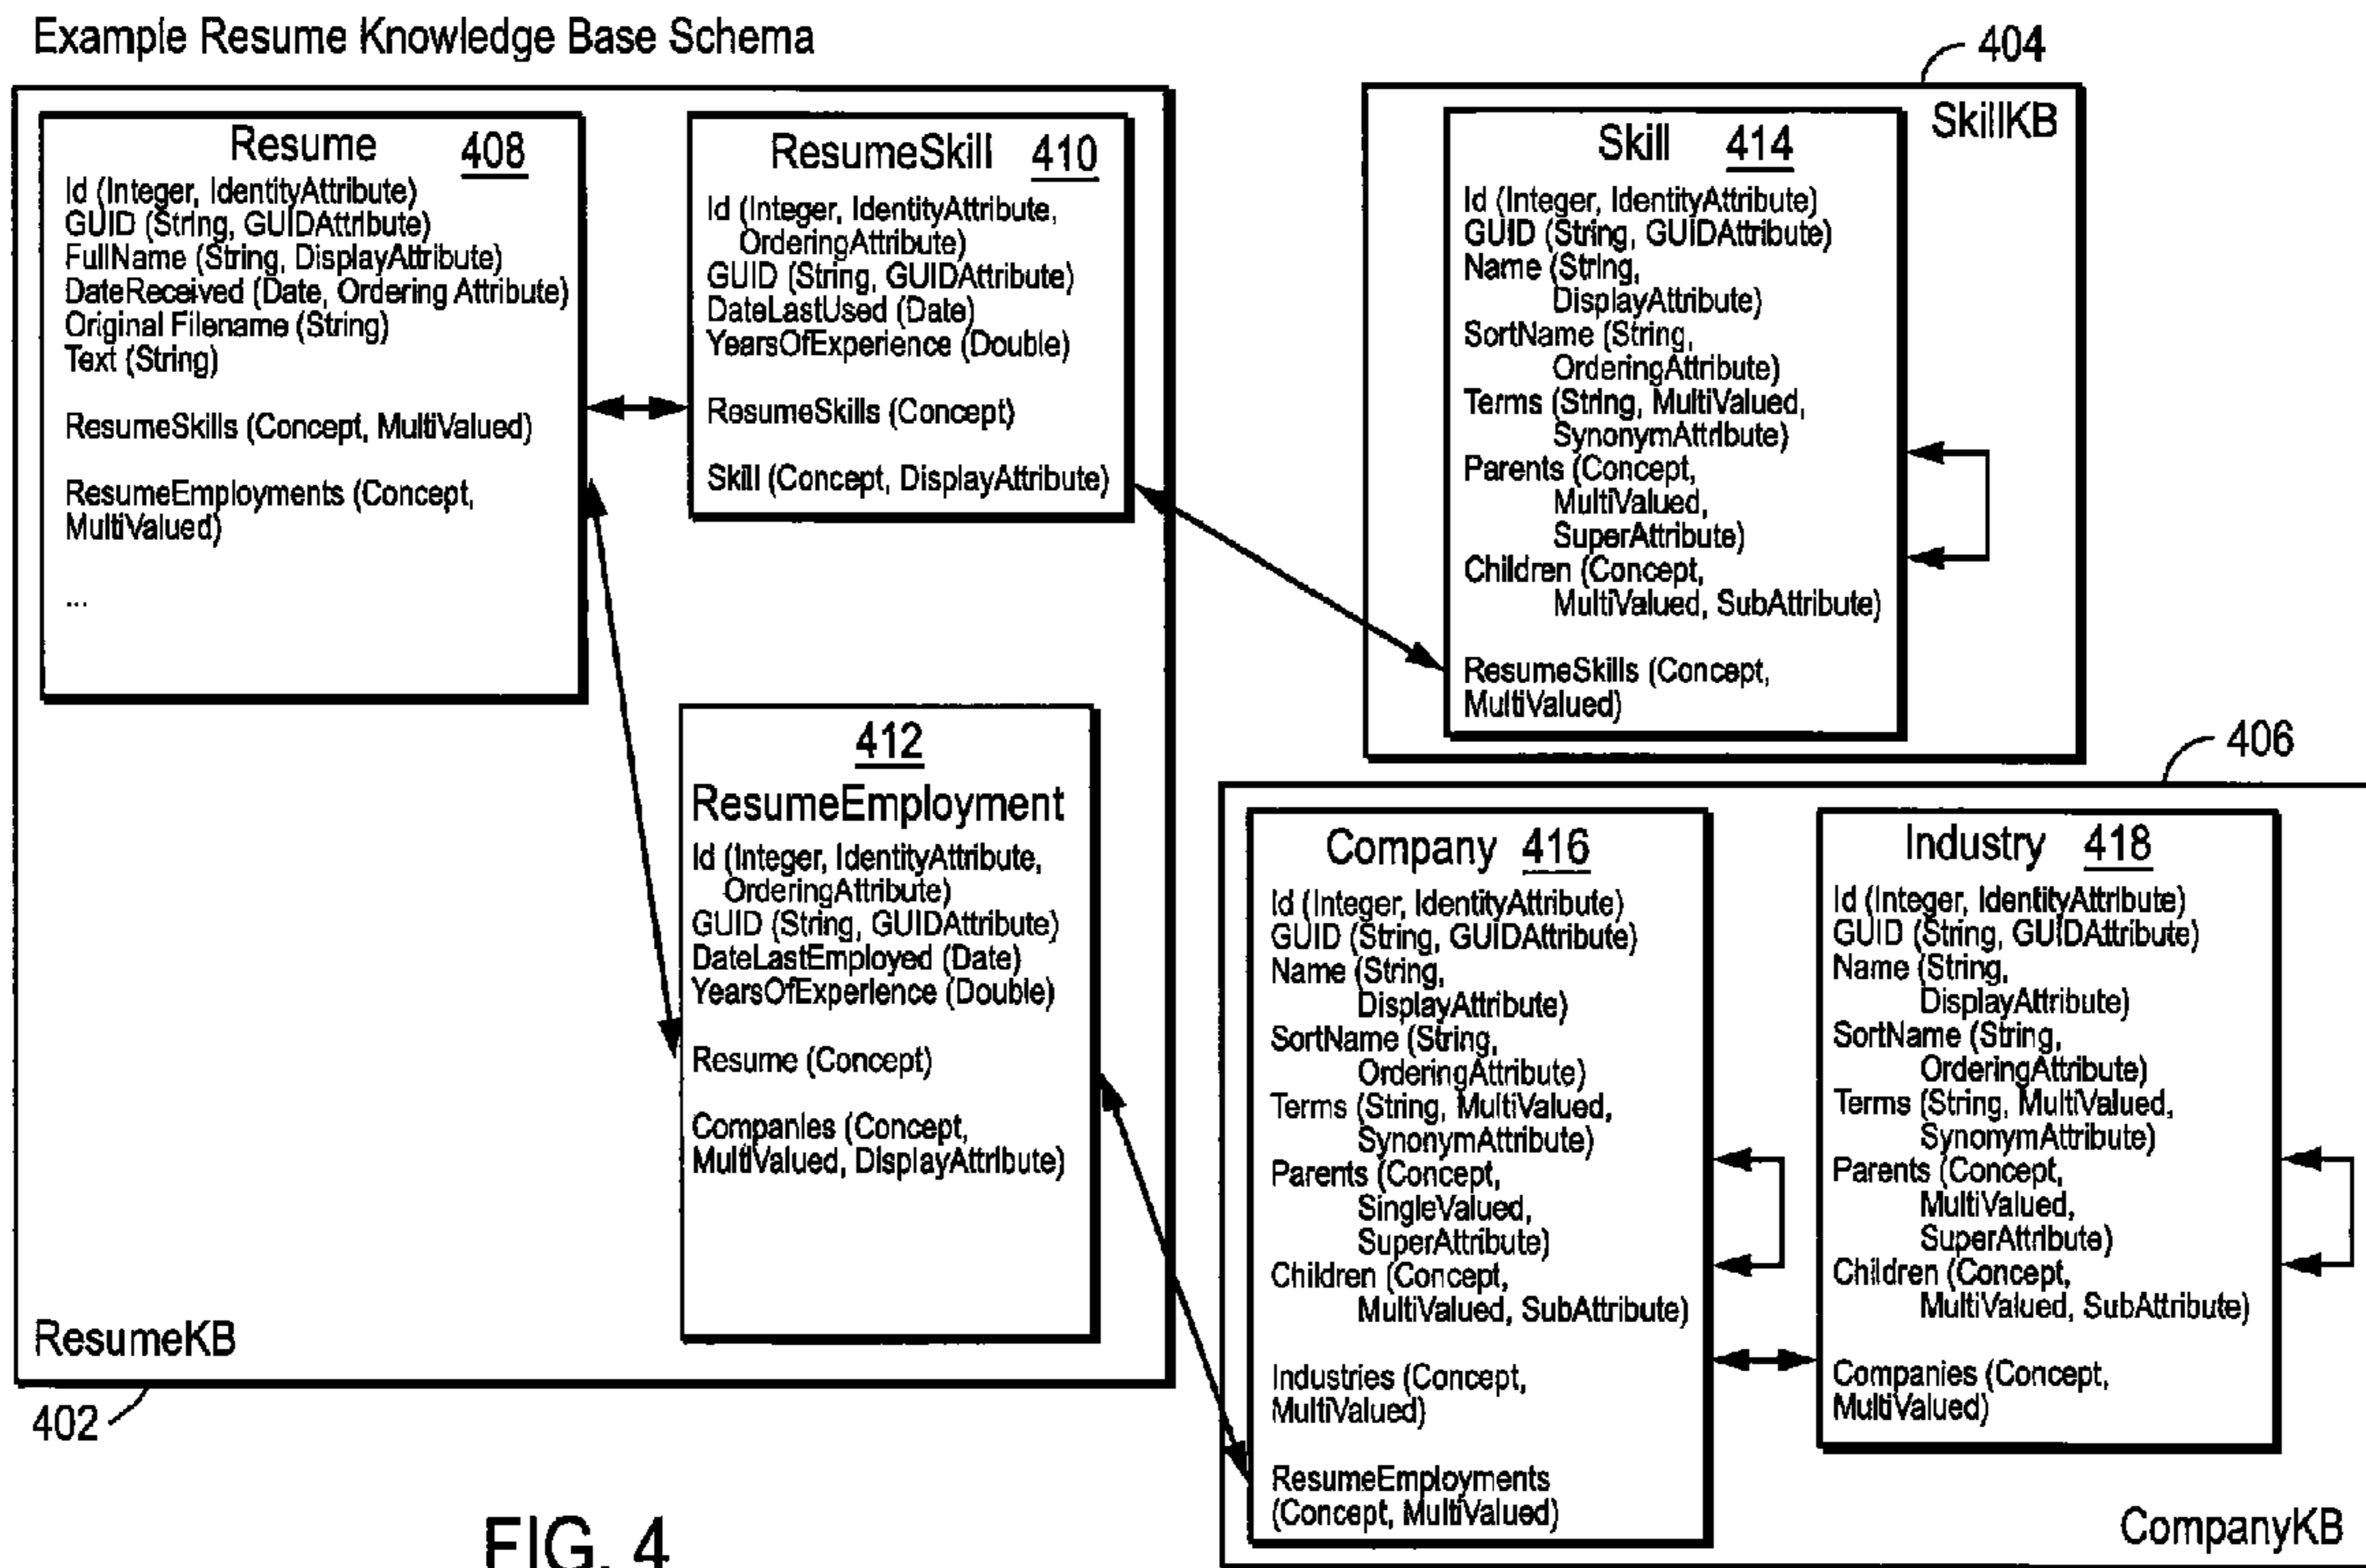 Example Resume Knowledge Base Schema
Resume 408
Id (Integer, IdentityAttribute)
GUID (String, GUIDAttribute)
FullName (String, DisplayAttribute)
DateReceived (Date, Ordering Attribute)
Original Filename (String)
Text (String)
ResumeSkills (Concept, MultiValued)
ResumeEmployments (Concept,
MultiValued)
...
ResumeSkill 410
Id (Integer, IdentityAttribute,
OrderingAttribute)
GUID (String, GUIDAttribute)
DateLastUsed (Date)
YearsOfExperience (Double)
ResumeSkills (Concept)
Skill (Concept, DisplayAttribute)
412
ResumeEmployment
Id (Integer, IdentityAttribute,
OrderingAttribute)
GUID (String, GUIDAttribute)
DateLastEmployed (Date)
YearsOfExperience (Double)
Resume (Concept)
Companies (Concept,
MultiValued, DisplayAttribute)
ResumeKB
402
404
SkillKB
Skill 414
Id (Integer, IdentityAttribute)
GUID (String, GUIDAttribute)
Name (String,
DisplayAttribute)
SortName (String,
OrderingAttribute)
Terms (String, MultiValued,
SynonymAttribute)
Parents (Concept,
MultiValued,
SuperAttribute)
Children (Concept,
MultiValued, SubAttribute)
ResumeSkills (Concept,
MultiValued)
406
Company 416
Id (Integer, IdentityAttribute)
GUID (String, GUIDAttribute)
Name (String,
DisplayAttribute)
SortName (String,
OrderingAttribute)
Terms (String, MultiValued,
SynonymAttribute)
Parents (Concept,
SingleValued,
SuperAttribute)
Children (Concept,
MultiValued, SubAttribute)
Industries (Concept,
MultiValued)
ResumeEmployments
(Concept, MultiValued)
Industry 418
Id (Integer, IdentityAttribute)
GUID (String, GUIDAttribute)
Name (String,
DisplayAttribute)
SortName (String,
OrderingAttribute)
Terms (String, MultiValued,
SynonymAttribute)
Parents (Concept,
MultiValued,
SuperAttribute)
Children (Concept,
MultiValued, SubAttribute)
Companies (Concept,
MultiValued)
CompanyKB
FIG. 4